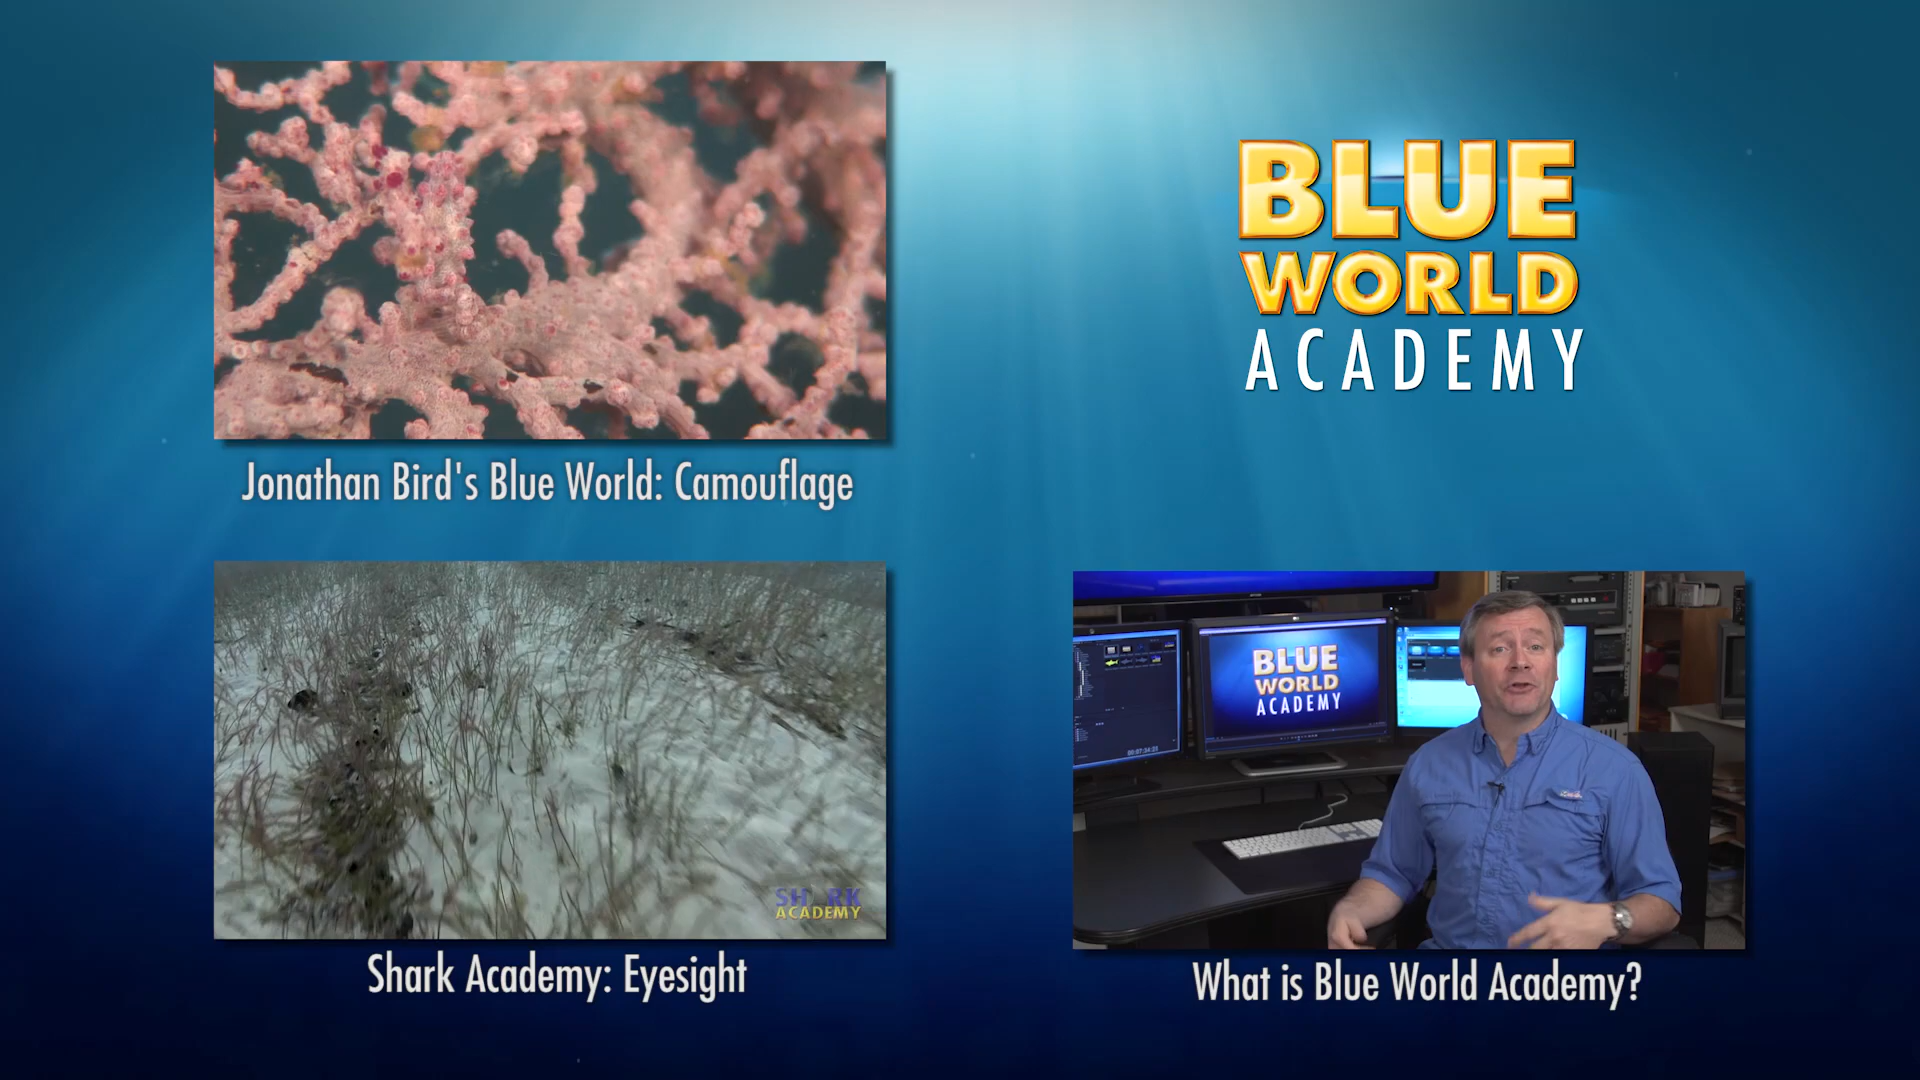 BLUE
WORLD
ACADEMY
Jonathan Bird's Blue World: Camouflage
SHARK
ACADEMY
Shark Academy: Eyesight
BLUE
WORLD
ACADEMY
What is Blue World Academy?